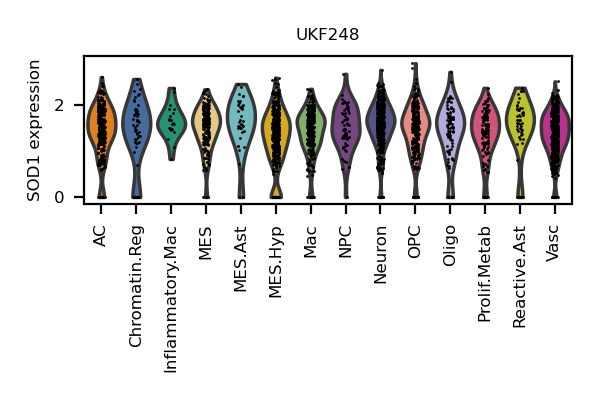 UKF248
SOD1 expression
2
0
AC
Chromatin.Reg
Inflammatory.Mac
MES
MES.Ast
MES.Hyp
Mac
NPC
Neuron
OPC
Oligo
Prolif.Metab
Reactive.Ast
Vasc